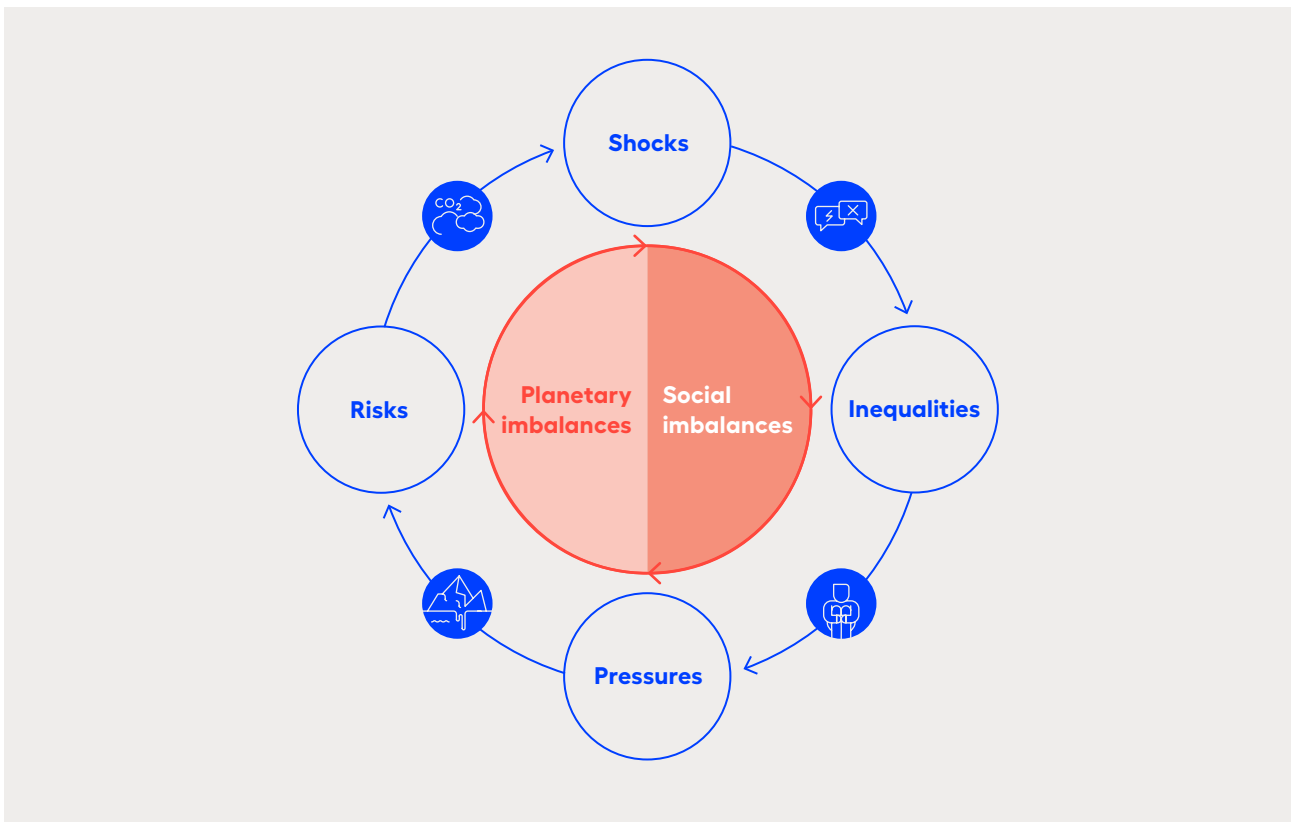 Shocks
CO2
Risks
Planetary
imbalances
Social
imbalances
Inequalities
Pressures